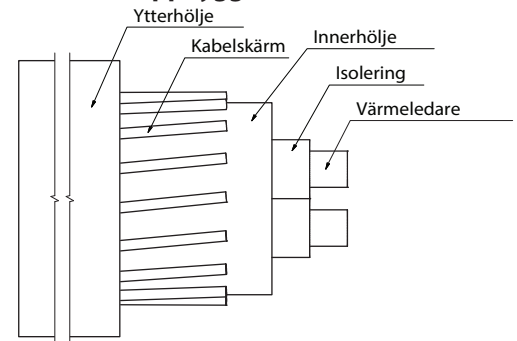 Ytterhölje
Kabelskärm
Innerhölje
Isolering
Värmeledare